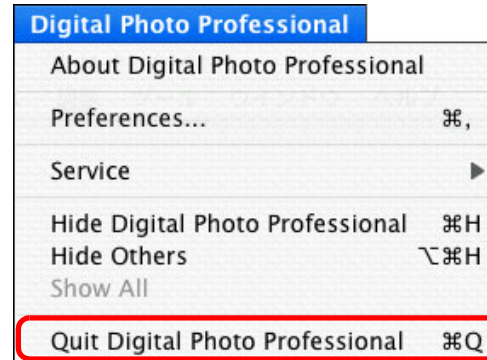 Digital Photo Professional
About Digital Photo Professional
Preferences... ⌘,
Service ▶
Hide Digital Photo Professional ⌘H
Hide Others ⌥⌘H
Show All
Quit Digital Photo Professional ⌘Q